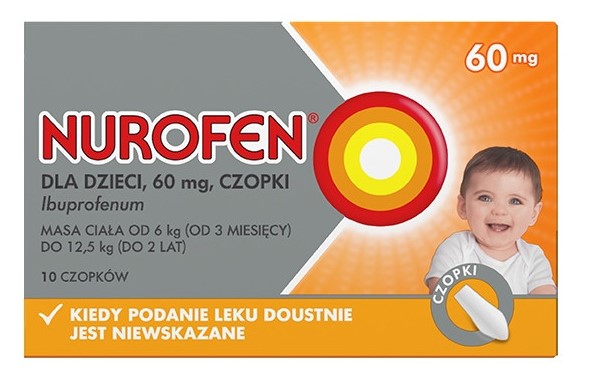 60 mg
NUROFEN®
DLA DZIECI, 60 mg, CZOPKI
Ibuprofenum
MASA CIAŁA OD 6 kg (OD 3 MIESIĘCY)
DO 12,5 kg (DO 2 LAT)
10 CZOPKÓW
CZOPKI
KIEDY PODANIE LEKU DOUSTNIE
JEST NIEWSKAZANE